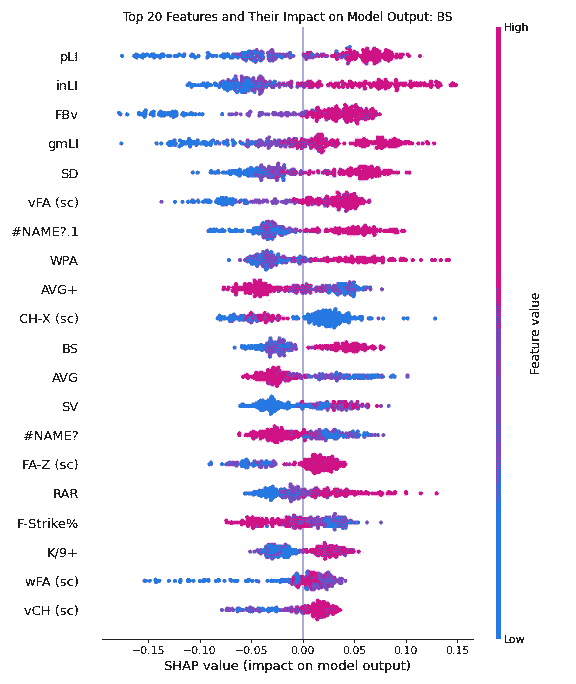 Top 20 Features and Their Impact on Model Output: BS
High
pLI
inLI
FBv
gmLI
SD
vFA (sc)
#NAME?.1
WPA
AVG+
CH-X (sc)
BS
AVG
SV
#NAME?
FA-Z (sc)
RAR
F-Strike%
K/9+
wFA (sc)
vCH (sc)
Feature value
Low
−0.15 −0.10 −0.05 0.00 0.05 0.10 0.15
SHAP value (impact on model output)